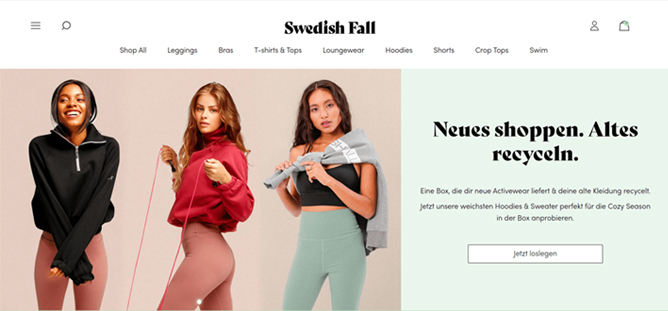 Swedish Fall
Shop All Leggings Bras T-shirts & Tops Loungewear Hoodies Shorts Crop Tops Swim
Neues shoppen. Altes
recyceln.
Eine Box, die dir neue Activewear liefert & deine alte Kleidung recycelt.
Jetzt unsere weichsten Hoodies & Sweater perfekt für die Cozy Season
in der Box anprobieren.
Jetzt loslegen